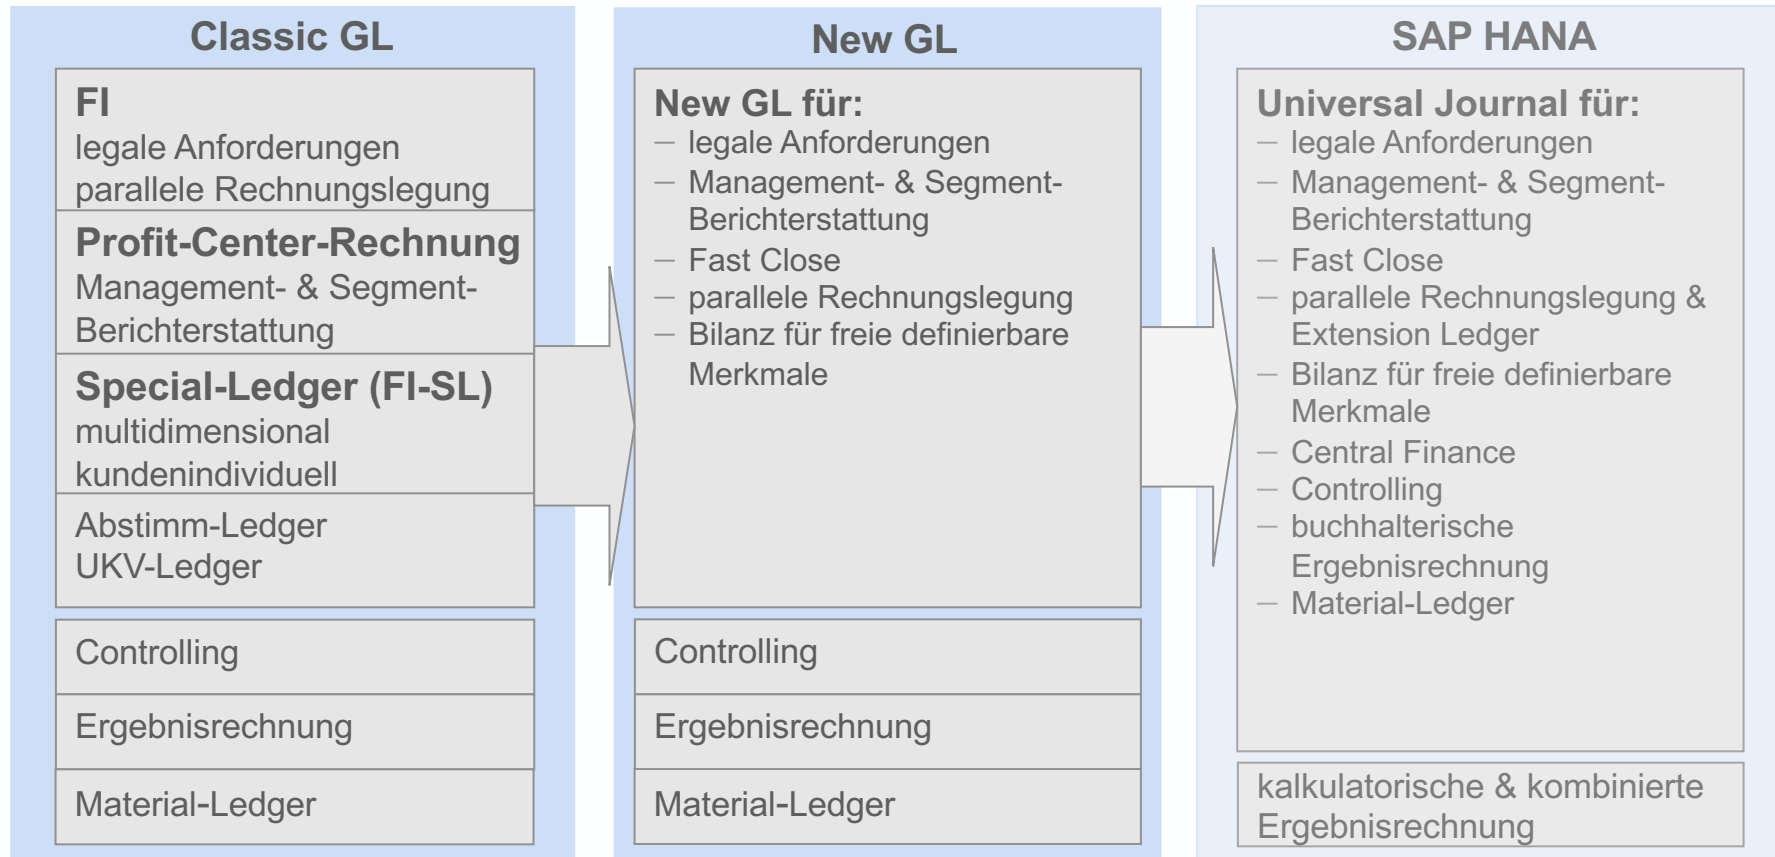 Classic GL
FI
legale Anforderungen
parallele Rechnungslegung
Profit-Center-Rechnung
Management- & Segment-
Berichterstattung
Special-Ledger (FI-SL)
multidimensional
kundenindividuell
Abstimm-Ledger
UKV-Ledger
Controlling
Ergebnisrechnung
Material-Ledger
New GL
New GL für:
– legale Anforderungen
– Management- & Segment-
Berichterstattung
– Fast Close
– parallele Rechnungslegung
– Bilanz für freie definierbare
Merkmale
Controlling
Ergebnisrechnung
Material-Ledger
SAP HANA
Universal Journal für:
– legale Anforderungen
– Management- & Segment-
Berichterstattung
– Fast Close
– parallele Rechnungslegung &
Extension Ledger
– Bilanz für freie definierbare
Merkmale
– Central Finance
– Controlling
– buchhalterische
Ergebnisrechnung
– Material-Ledger
kalkulatorische & kombinierte
Ergebnisrechnung